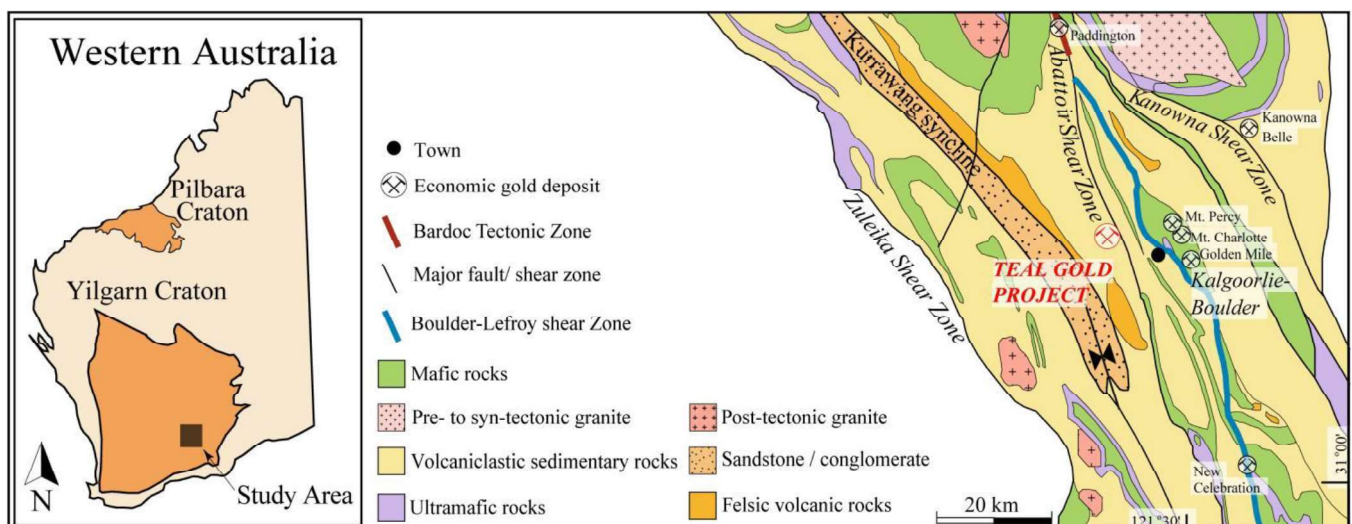 Western Australia
Pilbara
Craton
Yilgarn Craton
N
Study Area
Town
Economic gold deposit
Bardoc Tectonic Zone
Major fault/ shear zone
Boulder-Lefroy shear Zone
Mafic rocks
Pre- to syn-tectonic granite
Volcaniclastic sedimentary rocks
Ultramafic rocks
Post-tectonic granite
Sandstone / conglomerate
Felsic volcanic rocks
Kurrawang syncline
Zuleika Shear Zone
Paddington
Abattoir Shear Zone
Kanowna Shear Zone
Kanowna
Belle
Mt. Percy
Mt. Charlotte
Golden Mile
Kalgoorlie-
Boulder
TEAL GOLD
PROJECT
New
Celebration
20 km
121°30'
31°00'